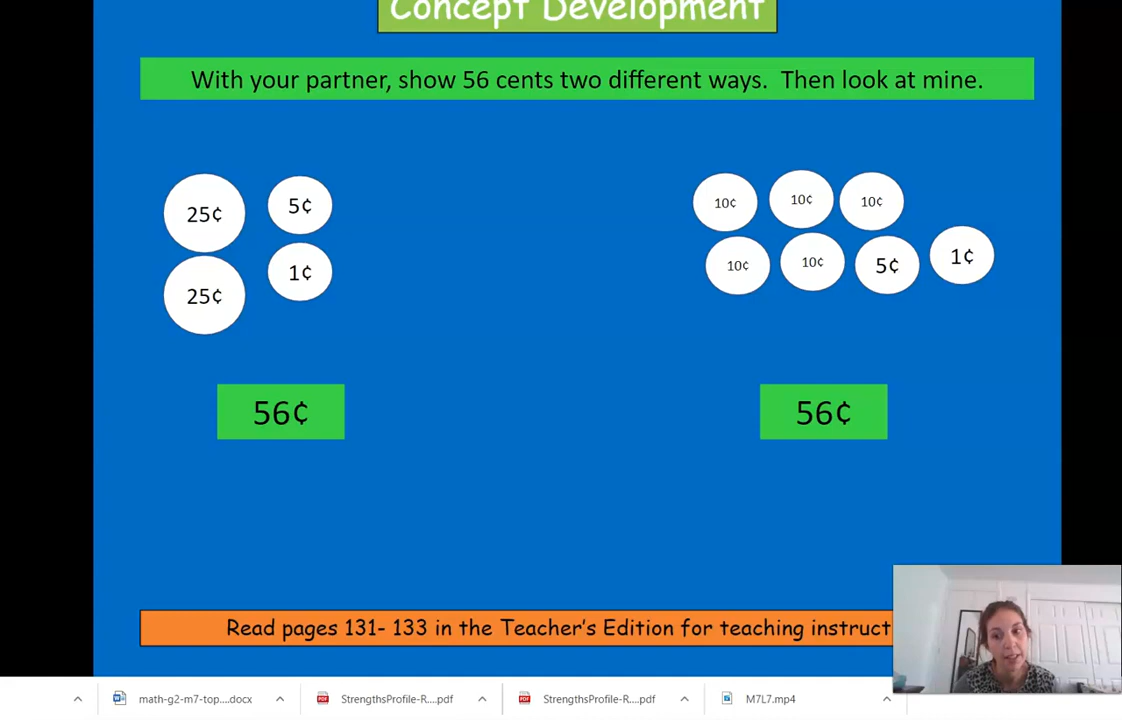 Concept Development
With your partner, show 56 cents two different ways. Then look at mine.
25¢ 5¢
25¢ 1¢
10¢ 10¢ 10¢
10¢ 10¢ 5¢ 1¢
56¢
56¢
Read pages 131- 133 in the Teacher's Edition for teaching instruct
math-g2-m7-top....docx
StrengthsProfile-R....pdf
StrengthsProfile-R....pdf
M7L7.mp4